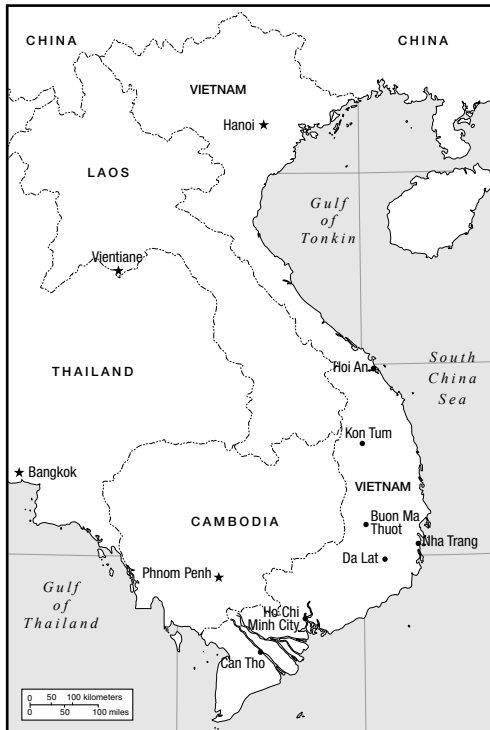 CHINA
CHINA
VIETNAM
Hanoi
LAOS
Gulf
of
Tonkin
Vientiane
Hoi An
South
China
Sea
THAILAND
Kon Tum
Bangkok
VIETNAM
CAMBODIA
Buon Ma
Thuot
Nha Trang
Da Lat
Phnom Penh
Gulf
of
Thailand
Ho Chi
Minh City
Can Tho
0 50 100 kilometers
0 50 100 miles